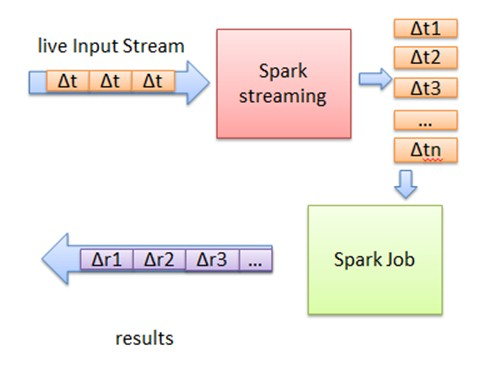 live Input Stream
Δt Δt Δt
Spark
streaming
Δt1
Δt2
Δt3
...
Δtn
Spark Job
Δr1 Δr2 Δr3 ...
results